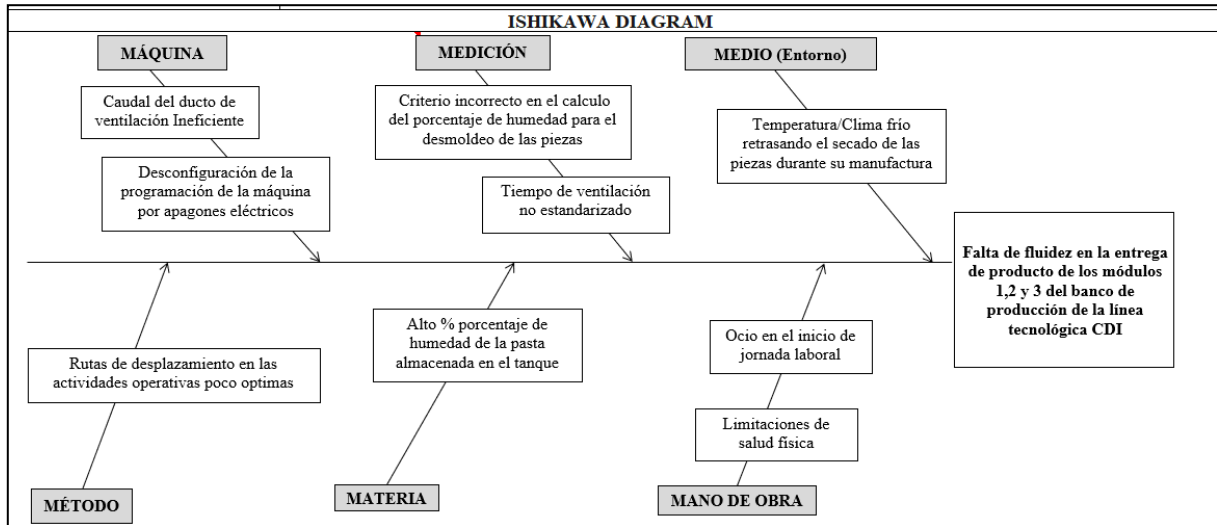 ISHIKAWA DIAGRAM
MÁQUINA
MEDICIÓN
MEDIO (Entorno)
Caudal del ducto de
ventilación Ineficiente
Criterio incorrecto en el calculo
del porcentaje de humedad para el
desmoldeo de las piezas
Temperatura/Clima frío
retrasando el secado de las
piezas durante su manufactura
Desconfiguración de la
programación de la máquina
por apagones eléctricos
Tiempo de ventilación
no estandarizado
Falta de fluidez en la entrega
de producto de los módulos
1,2 y 3 del banco de
producción de la línea
tecnológica CDI
Rutas de desplazamiento en las
actividades operativas poco optimas
Alto % porcentaje de
humedad de la pasta
almacenada en el tanque
Ocio en el inicio de
jornada laboral
Limitaciones de
salud física
MÉTODO
MATERIA
MANO DE OBRA